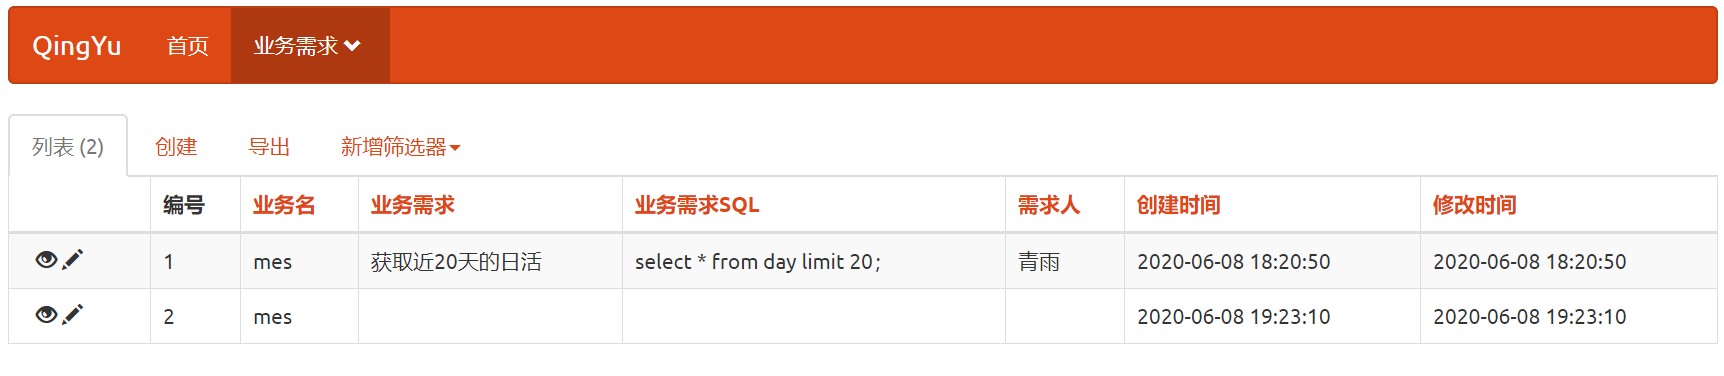 QingYu 首页 业务需求
列表 (2) 创建 导出 新增筛选器
编号 业务名 业务需求 业务需求SQL 需求人 创建时间 修改时间
1 mes 获取近20天的日活 select * from day limit 20； 青雨 2020-06-08 18:20:50 2020-06-08 18:20:50
2 mes 2020-06-08 19:23:10 2020-06-08 19:23:10